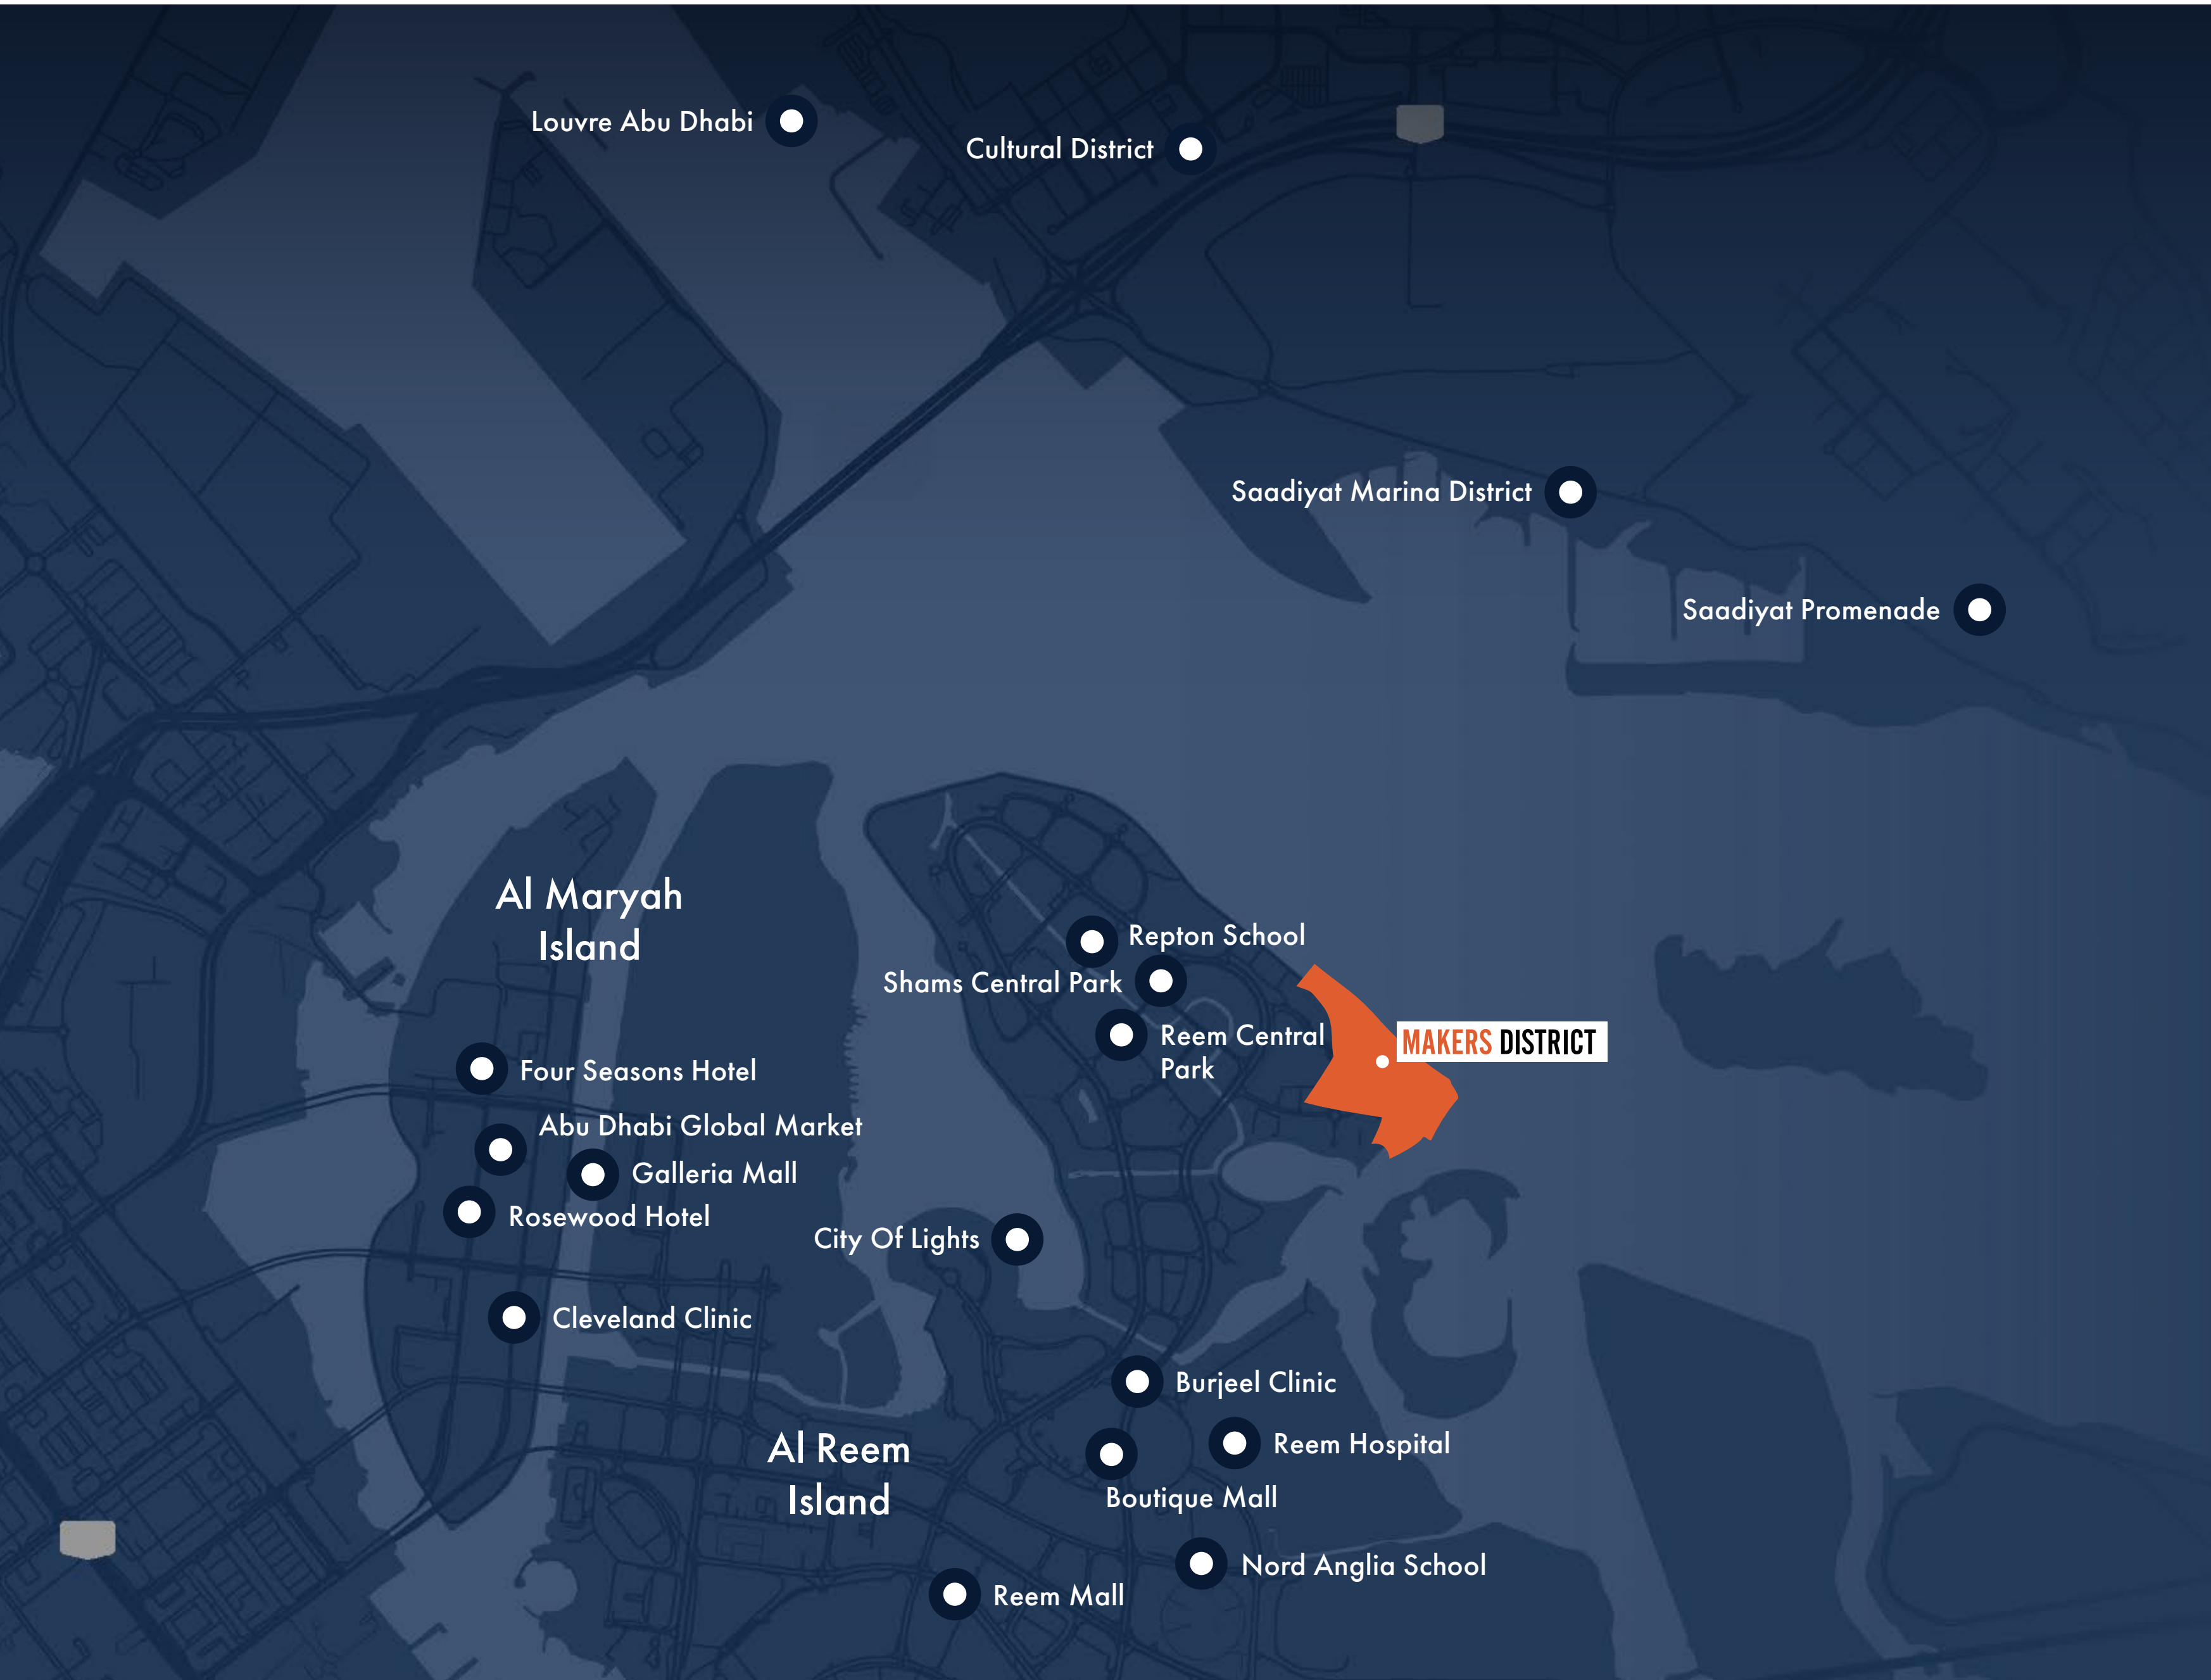 Louvre Abu Dhabi
Cultural District
Saadiyat Marina District
Saadiyat Promenade
Al Maryah
Island
Repton School
Shams Central Park
Reem Central
Park
MAKERS DISTRICT
Four Seasons Hotel
Abu Dhabi Global Market
Galleria Mall
Rosewood Hotel
City Of Lights
Cleveland Clinic
Burjeel Clinic
Al Reem
Island
Reem Hospital
Boutique Mall
Nord Anglia School
Reem Mall